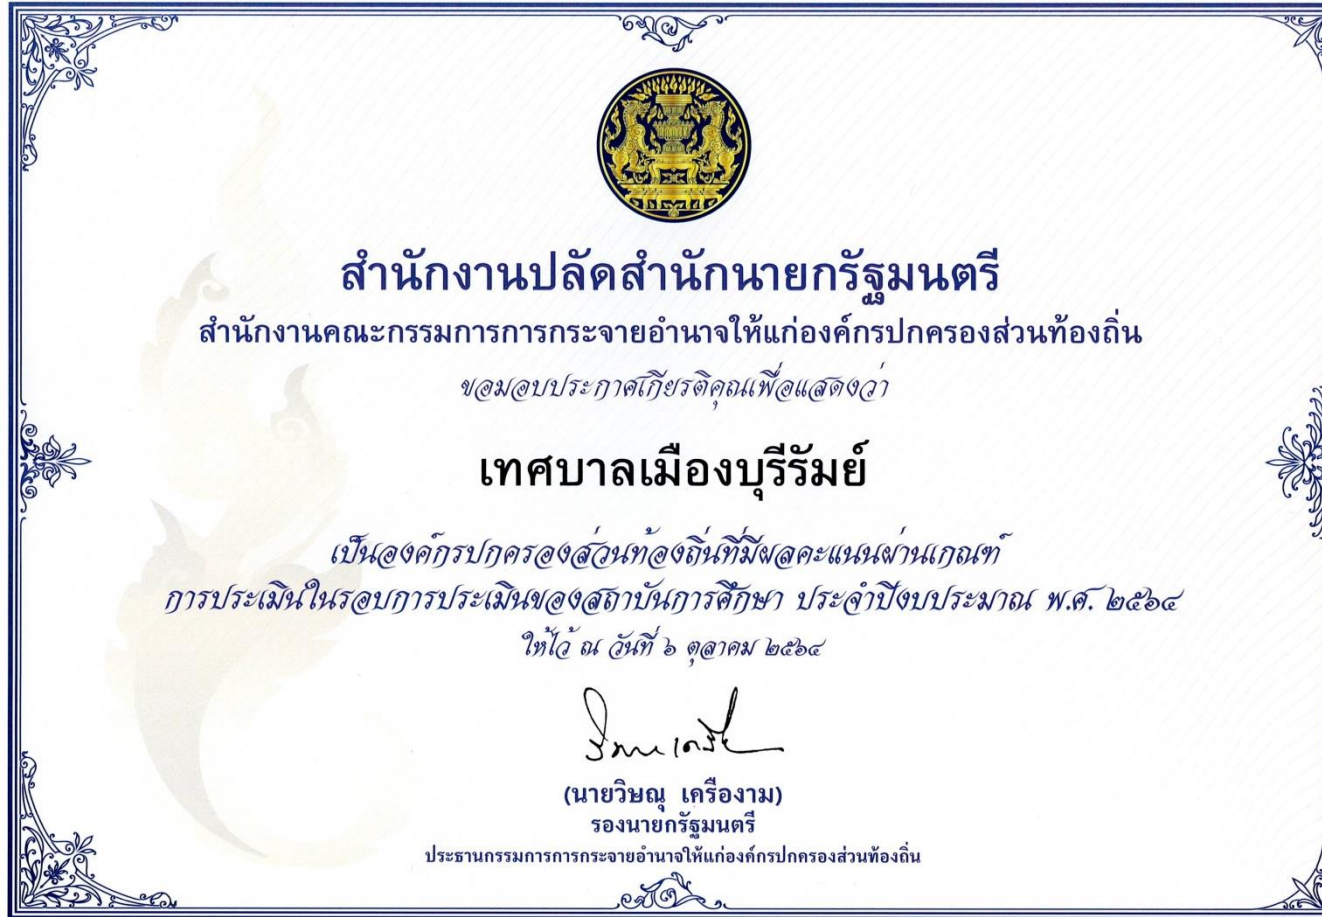 สำนักงานปลัดสำนักนายกรัฐมนตรี
สำนักงานคณะกรรมการการกระจายอำนาจให้แก่องค์กรปกครองส่วนท้องถิ่น
ขอมอบประกาศเกียรติคุณเพื่อแสดงว่า
เทศบาลเมืองบุรีรัมย์
เป็นองค์กรปกครองส่วนท้องถิ่นที่มีผลคะแนนผ่านเกณฑ์
การประเมินในรอบการประเมินของสถาบันการศึกษา ประจำปีงบประมาณ พ.ศ. ๒๕๖๔
ให้ไว้ ณ วันที่ ๖ ตุลาคม ๒๕๖๔
(นายวิษณุ เครืองาม)
รองนายกรัฐมนตรี
ประธานกรรมการการกระจายอำนาจให้แก่องค์กรปกครองส่วนท้องถิ่น